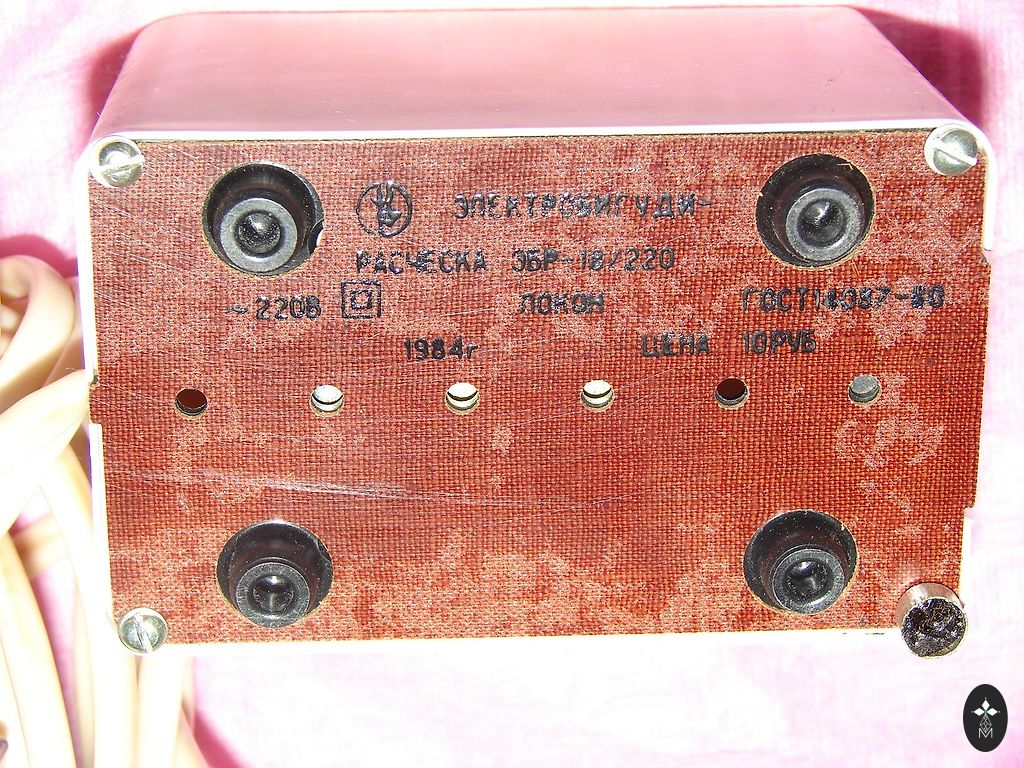 ЭЛЕКТРОБИГУДИ-
РАСЧЕСКА ЭБР-18/220
~220В ЛОКОН ГОСТ14087-80
1984г ЦЕНА 10РУБ
М